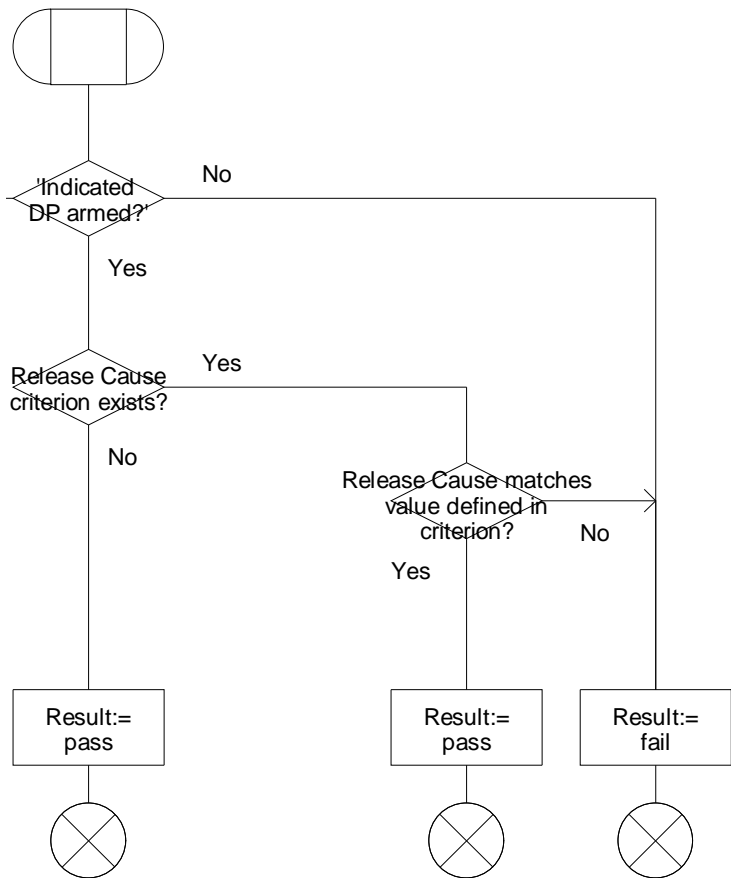 No
'Indicated
DP armed?'
Yes
Release Cause
criterion exists?
Yes
No
Release Cause matches
value defined in
criterion?
No
Yes
Result:=
pass
Result:=
pass
Result:=
fail